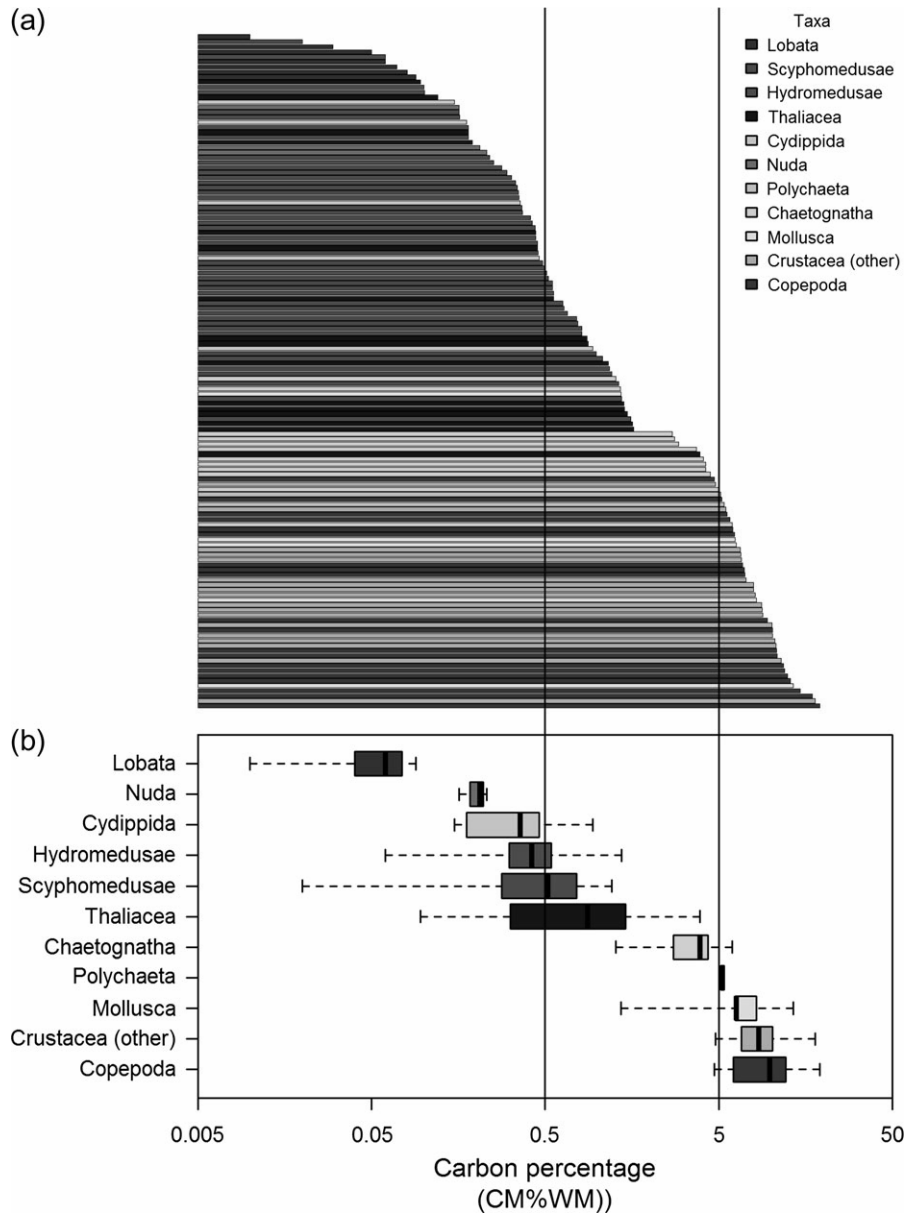 (a)
Taxa
Lobata
Scyphomedusae
Hydromedusae
Thaliacea
Cydippida
Nuda
Polychaeta
Chaetognatha
Mollusca
Crustacea (other)
Copepoda
(b)
Lobata
Nuda
Cydippida
Hydromedusae
Scyphomedusae
Thaliacea
Chaetognatha
Polychaeta
Mollusca
Crustacea (other)
Copepoda
0.005 0.05 0.5 5 50
Carbon percentage
(CM%WM))